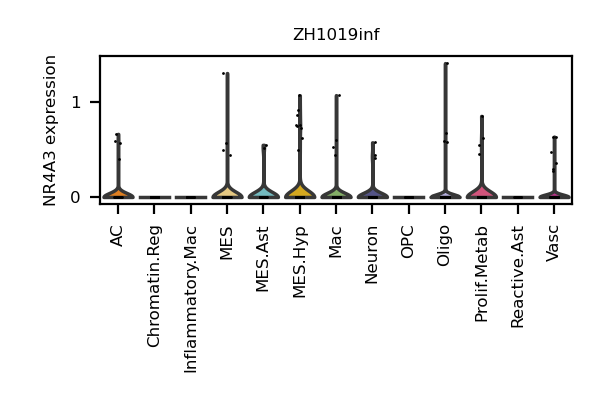 ZH1019inf
NR4A3 expression
1
0
AC
Chromatin.Reg
Inflammatory.Mac
MES
MES.Ast
MES.Hyp
Mac
Neuron
OPC
Oligo
Prolif.Metab
Reactive.Ast
Vasc